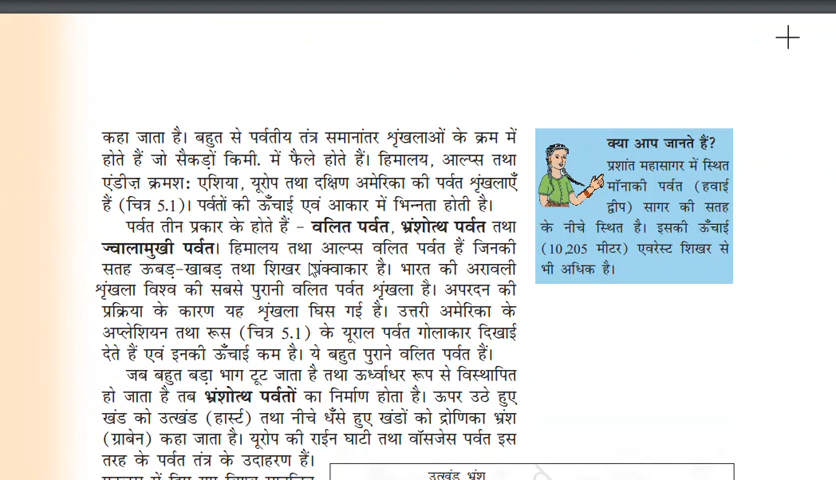 कहा जाता है। बहुत से पर्वतीय तंत्र समानांतर शृंखलाओं के क्रम में
होते हैं जो सैकड़ों किमी. में फैले होते हैं। हिमालय, आल्प्स तथा
एंडीज़ क्रमश: एशिया, यूरोप तथा दक्षिण अमेरिका की पर्वत शृंखलाएँ
हैं (चित्र 5.1)। पर्वतों की ऊँचाई एवं आकार में भिन्नता होती है।
पर्वत तीन प्रकार के होते हैं - वलित पर्वत, भ्रंशोत्थ पर्वत तथा
ज्वालामुखी पर्वत। हिमालय तथा आल्प्स वलित पर्वत हैं जिनकी
सतह ऊबड़-खाबड़ तथा शिखर शंक्वाकार है। भारत की अरावली
शृंखला विश्व की सबसे पुरानी वलित पर्वत शृंखला है। अपरदन की
प्रक्रिया के कारण यह शृंखला घिस गई है। उत्तरी अमेरिका के
अप्लेशियन तथा रूस (चित्र 5.1) के यूराल पर्वत गोलाकार दिखाई
देते हैं एवं इनकी ऊँचाई कम है। ये बहुत पुराने वलित पर्वत हैं।
जब बहुत बड़ा भाग टूट जाता है तथा ऊर्ध्वाधर रूप से विस्थापित
हो जाता है तब भ्रंशोत्थ पर्वतों का निर्माण होता है। ऊपर उठे हुए
खंड को उत्खंड (हार्स्ट) तथा नीचे धँसे हुए खंडों को द्रोणिका भ्रंश
(ग्राबेन) कहा जाता है। यूरोप की राईन घाटी तथा वॉसजेस पर्वत इस
तरह के पर्वत तंत्र के उदाहरण हैं।
क्या आप जानते हैं?
प्रशांत महासागर में स्थित
मॉनाकी पर्वत (हवाई
द्वीप) सागर की सतह
के नीचे स्थित है। इसकी ऊँचाई
(10,205 मीटर) एवरेस्ट शिखर से
भी अधिक है।
उत्खंड भ्रंश